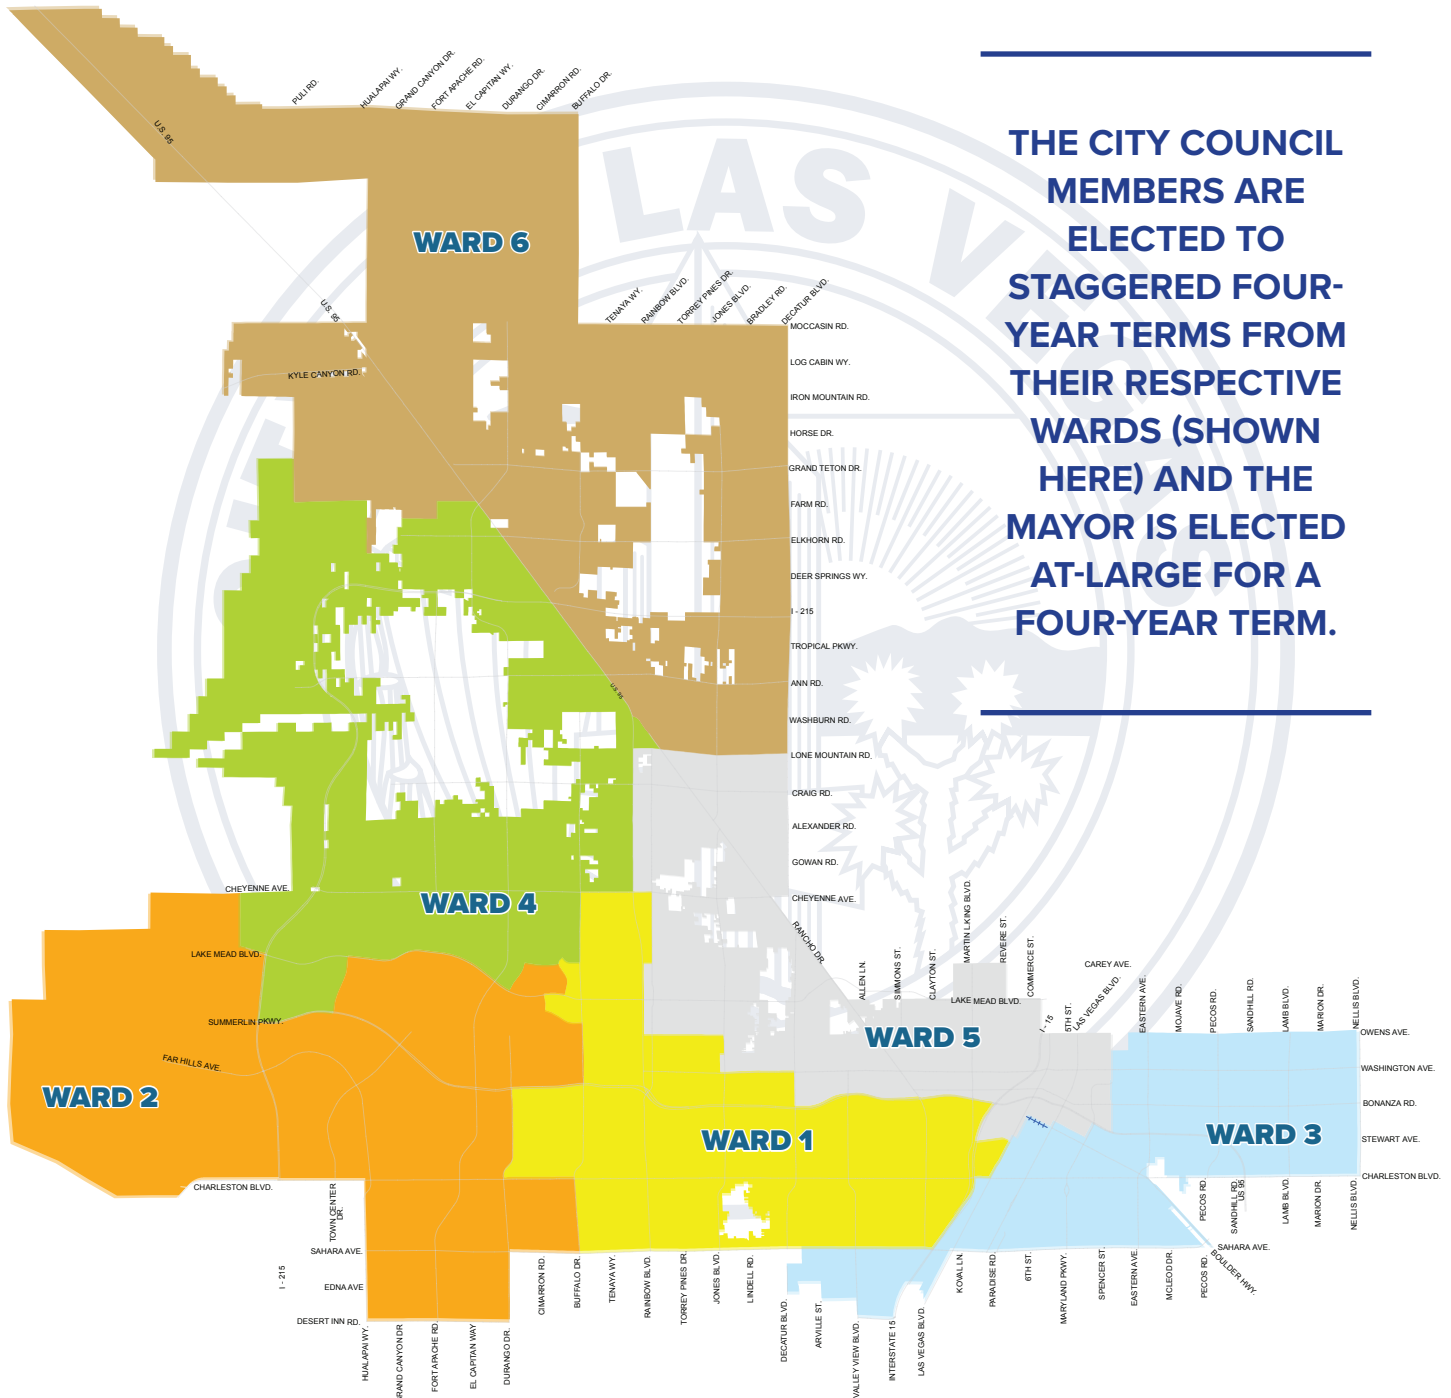 THE CITY COUNCIL
MEMBERS ARE
ELECTED TO
STAGGERED FOUR-
YEAR TERMS FROM
THEIR RESPECTIVE
WARDS (SHOWN
HERE) AND THE
MAYOR IS ELECTED
AT-LARGE FOR A
FOUR-YEAR TERM.
LAS VEGAS
PULI RD.
HUALAPAI WY.
GRAND CANYON DR.
FORT APACHE RD.
EL CAPITAN WY.
DURANGO DR.
CIMARRON RD.
BUFFALO DR.
U.S. 95
WARD 6
U.S. 95
KYLE CANYON RD.
TENAYA WY.
RAINBOW BLVD.
TORREY PINES DR.
JONES BLVD.
BRADLEY RD.
DECATUR BLVD.
MOCCASIN RD.
LOG CABIN WY.
IRON MOUNTAIN RD.
HORSE DR.
GRAND TETON DR.
FARM RD.
ELKHORN RD.
DEER SPRINGS WY.
I - 215
TROPICAL PKWY.
ANN RD.
U.S. 95
WASHBURN RD.
LONE MOUNTAIN RD.
CRAIG RD.
ALEXANDER RD.
GOWAN RD.
CHEYENNE AVE.
CHEYENNE AVE.
WARD 4
LAKE MEAD BLVD.
SUMMERLIN PKWY.
FAR HILLS AVE.
WARD 2
CHARLESTON BLVD.
TOWN CENTER
DR.
SAHARA AVE.
I - 215
EDNA AVE
DESERT INN RD.
HUALAPAI WY.
RAND CANYON DR.
FORT APACHE RD.
EL CAPITAN WAY
DURANGO DR.
RANCHO DR.
ALLEN LN.
SIMMONS ST.
CLAYTON ST.
MARTIN L.KING BLVD.
REVERE ST.
COMMERCE ST.
CAREY AVE.
LAKE MEAD BLVD.
I - 15
5TH ST.
LAS VEGAS BLVD.
EASTERN AVE.
MOJAVE RD.
PECOS RD.
SANDHILL RD.
LAMB BLVD.
MARION DR.
NELLIS BLVD.
WARD 5
OWENS AVE.
WASHINGTON AVE.
BONANZA RD.
STEWART AVE.
CHARLESTON BLVD.
WARD 1
WARD 3
PECOS RD.
SANDHILL RD.
US 95
LAMB BLVD.
MARION DR.
NELLIS BLVD.
CIMARRON RD.
BUFFALO DR.
TENAYA WY.
RAINBOW BLVD.
TORREY PINES DR.
JONES BLVD.
LINDELL RD.
DECATUR BLVD.
ARVILLE ST.
VALLEY VIEW BLVD.
INTERSTATE 15
LAS VEGAS BLVD.
KOVAL LN.
PARADISE RD.
6TH ST.
MARYLAND PKWY.
SPENCER ST.
EASTERN AVE.
MCLEOD DR.
PECOS RD.
SAHARA AVE.
BOULDER HWY.